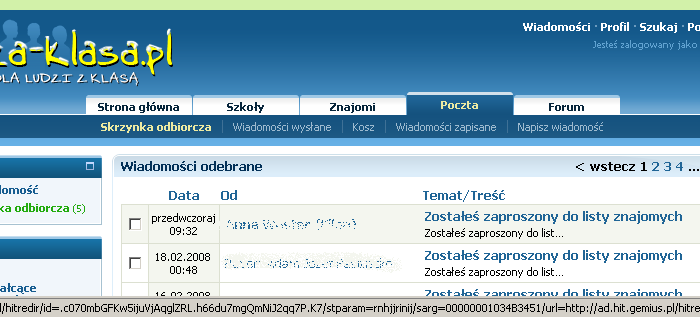 Wiadomości · Profil · Szukaj · Po
za-klasa.pl
Jesteś zalogowany jako
DLA LUDZI Z KLASĄ
Strona główna Szkoły Znajomi Poczta Forum
Skrzynka odbiorcza | Wiadomości wysłane | Kosz | Wiadomości zapisane | Napisz wiadomość
Wiadomości odebrane < wstecz 1 2 3 4 ...
domość
ka odbiorcza (5)
Data Od Temat/Treść
przedwczoraj 09:32 Zostałeś zaproszony do listy znajomych
Zostałeś zaproszony do list...
18.02.2008 00:48 Zostałeś zaproszony do listy znajomych
Zostałeś zaproszony do list...
ałcące
16.02.2008 Zostałeś zaproszony do listy znajomych
l/hitredir/id=.c070mbGFKw5ijuVjAqglZRL.h66du7mgQmNiJ2qq7P.K7/stparam=rnhjjrinij/sarg=00000001034B3451/url=http://ad.hit.gemius.pl/hitre